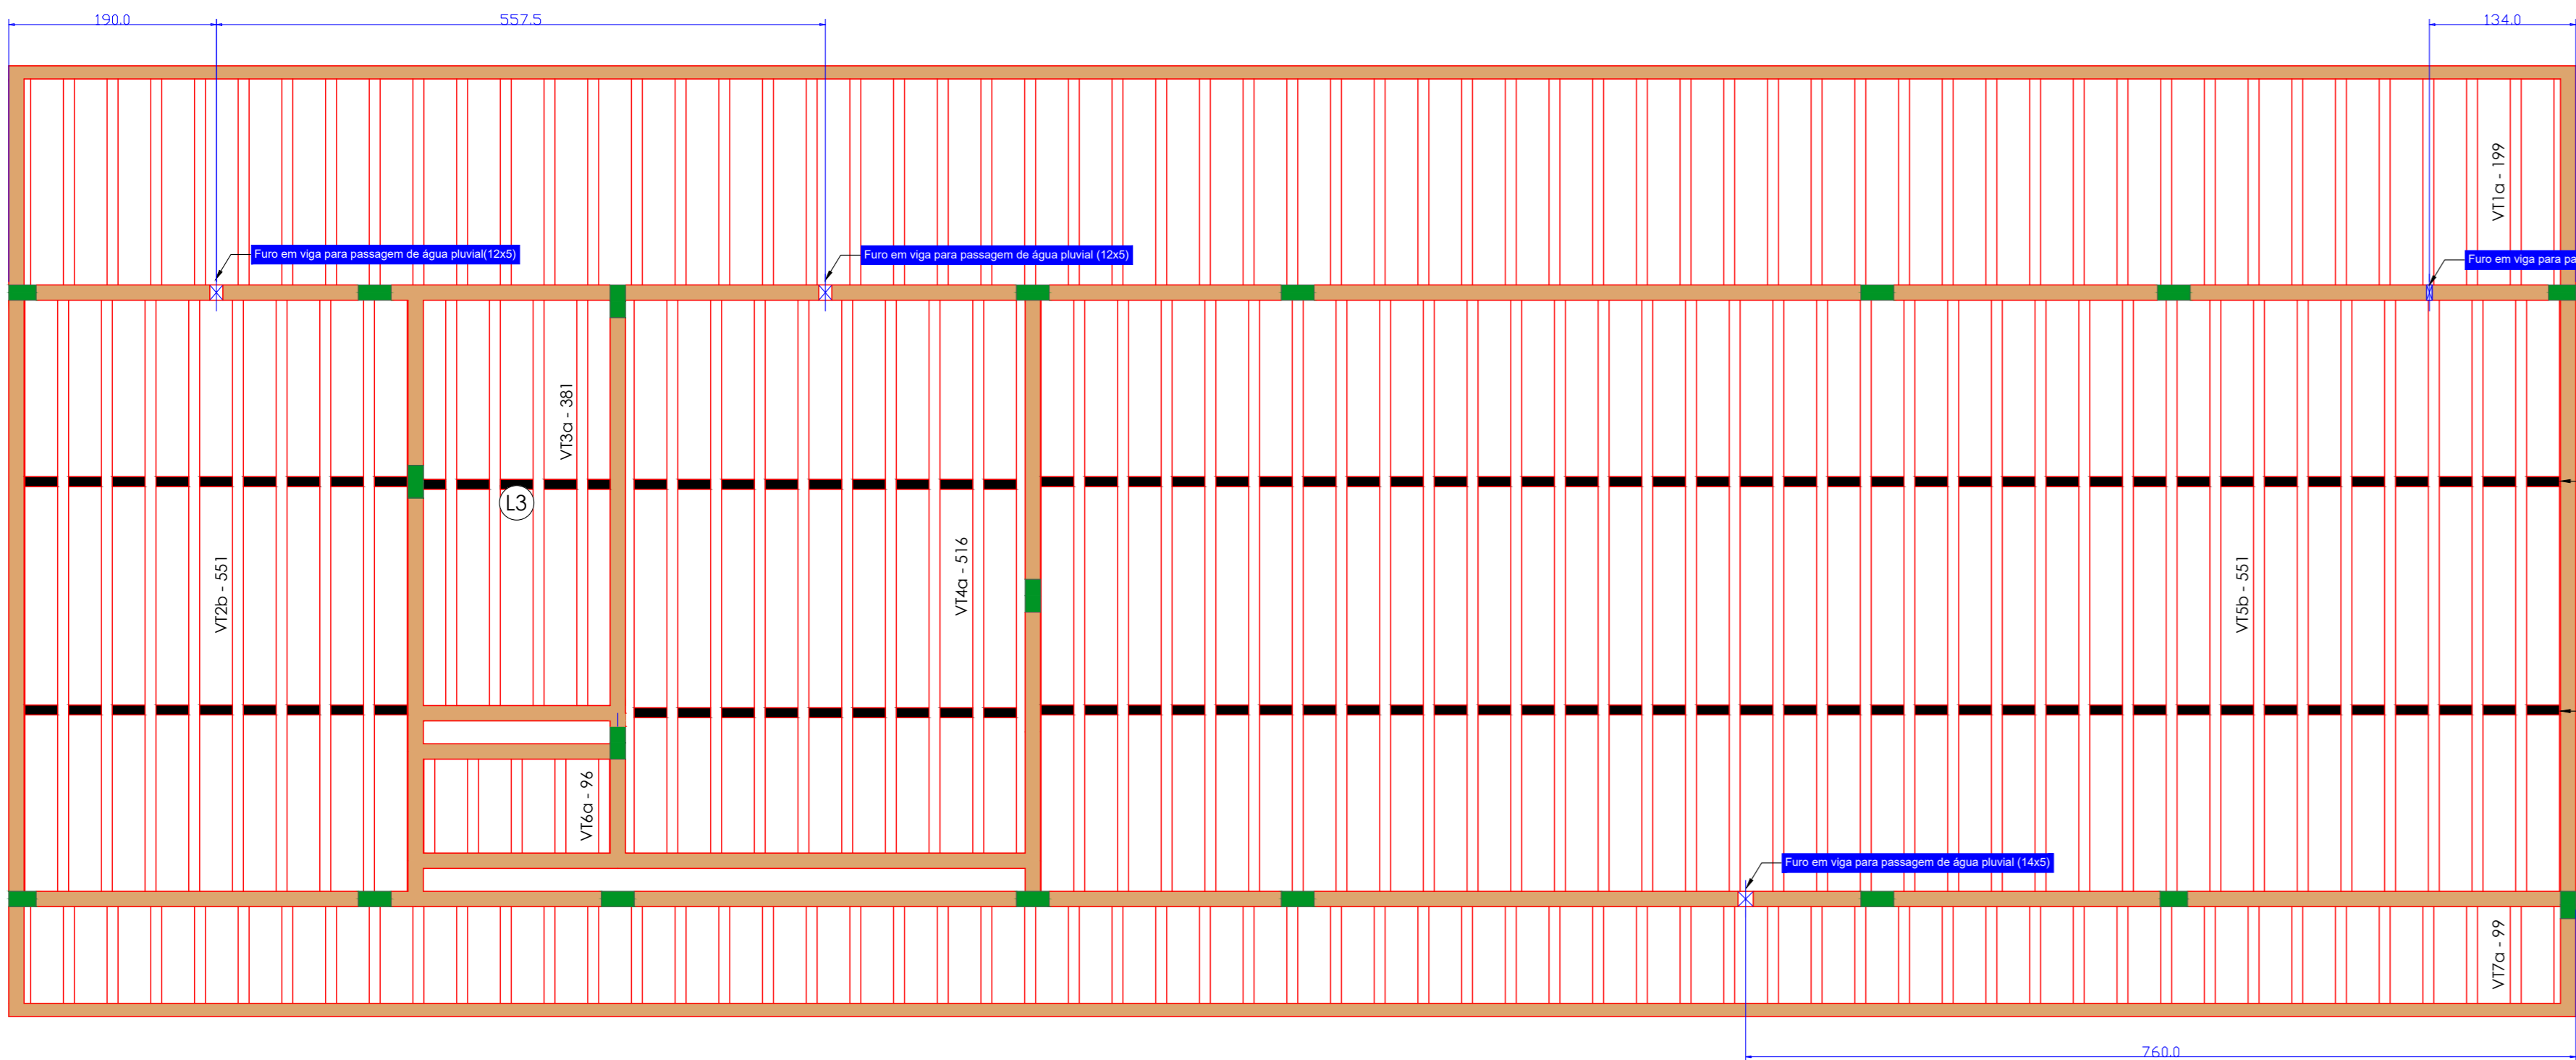 190.0
557.5
134.0
VT1a - 199
Furo em viga para passagem de água pluvial(12x5)
Furo em viga para passagem de água pluvial (12x5)
Furo em viga para
VT3a - 381
L3
VT2b - 551
VT4a - 516
VT5b - 551
VT6a - 96
Furo em viga para passagem de água pluvial (14x5)
VT7a - 99
760.0